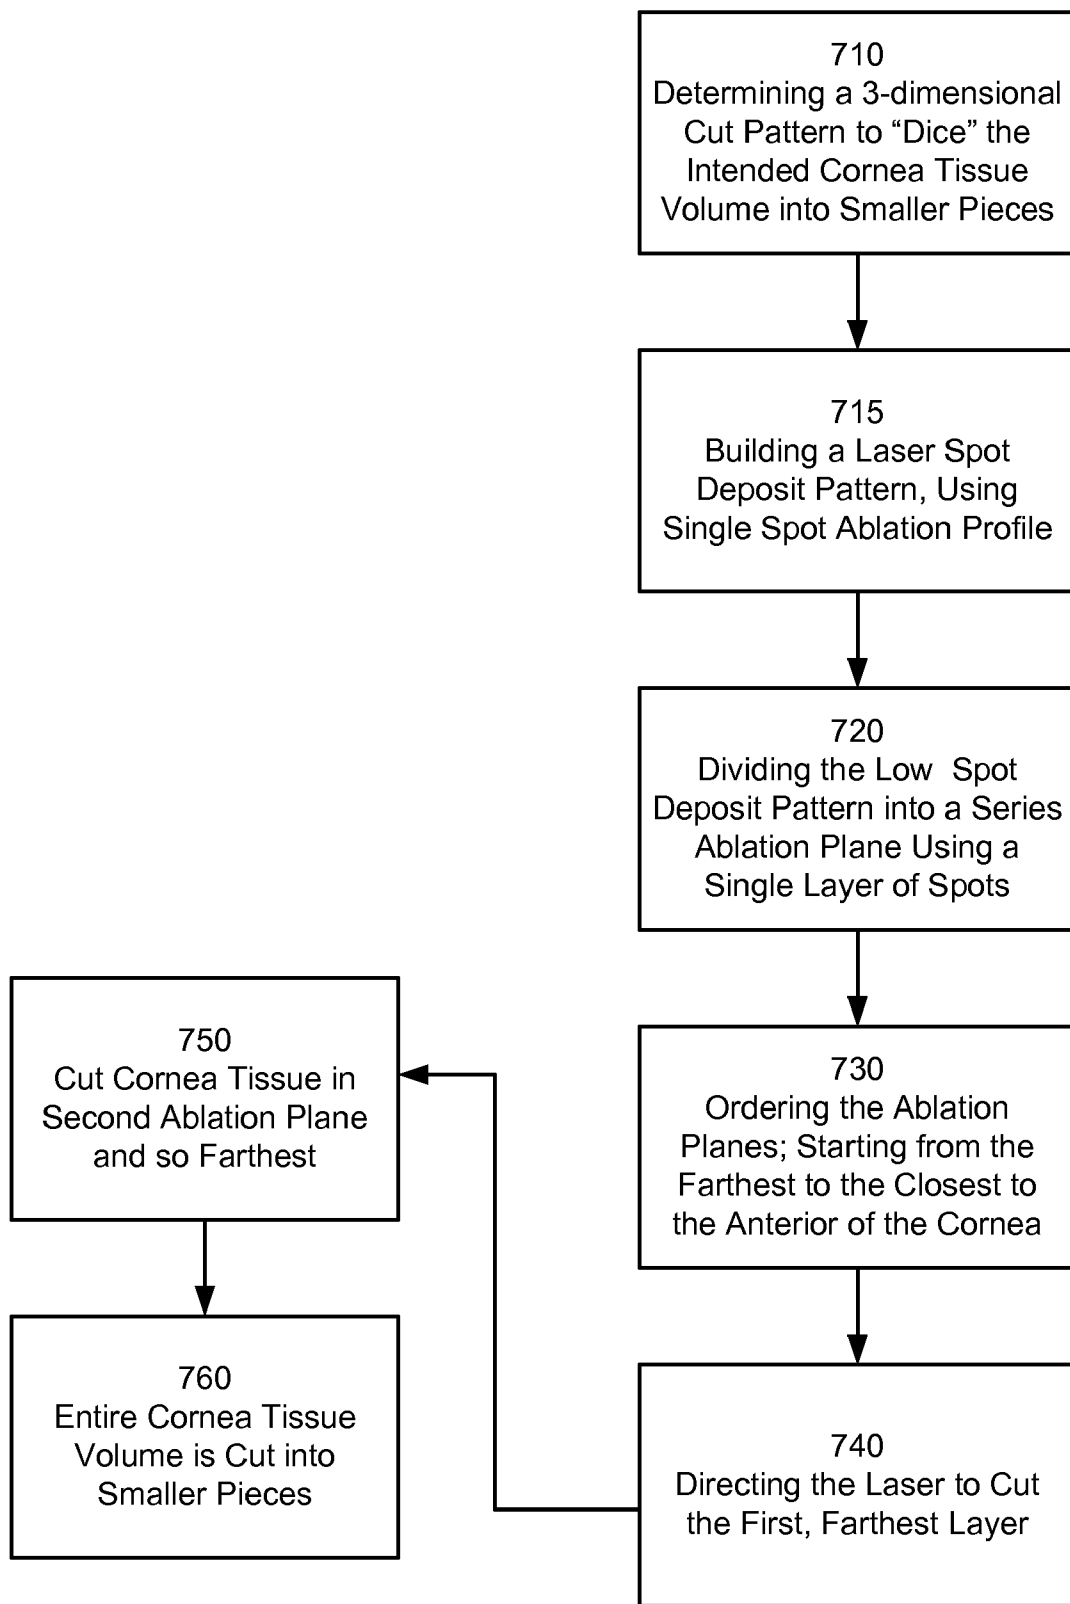 710
Determining a 3-dimensional
Cut Pattern to “Dice” the
Intended Cornea Tissue
Volume into Smaller Pieces
715
Building a Laser Spot
Deposit Pattern, Using
Single Spot Ablation Profile
720
Dividing the Low Spot
Deposit Pattern into a Series
Ablation Plane Using a
Single Layer of Spots
730
Ordering the Ablation
Planes; Starting from the
Farthest to the Closest to
the Anterior of the Cornea
740
Directing the Laser to Cut
the First, Farthest Layer
750
Cut Cornea Tissue in
Second Ablation Plane
and so Farthest
760
Entire Cornea Tissue
Volume is Cut into
Smaller Pieces